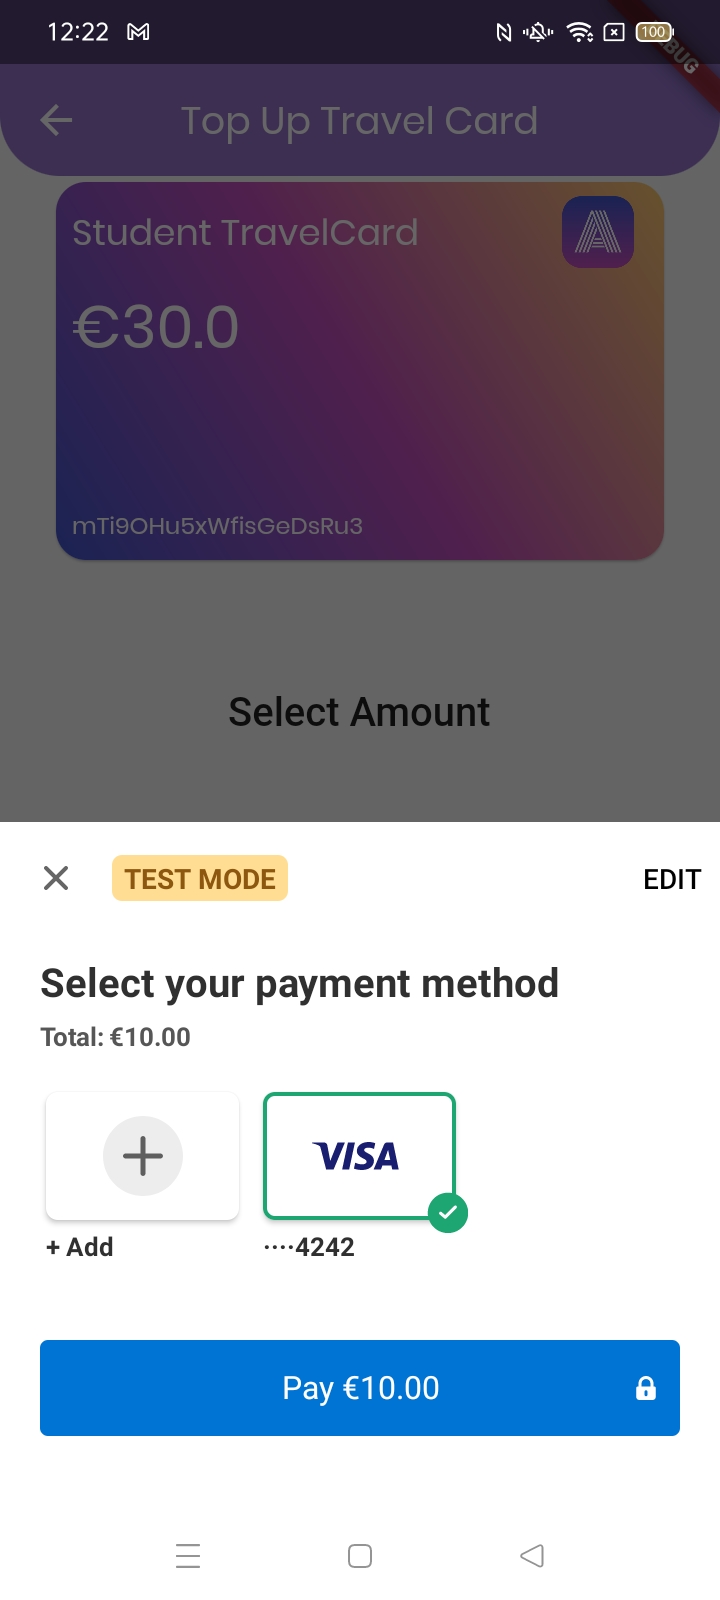 12:22
100
BUG
Top Up Travel Card
Student TravelCard
€30.0
mTi9OHu5xWfisGeDsRu3
Select Amount
TEST MODE
EDIT
Select your payment method
Total: €10.00
VISA
+ Add
····4242
Pay €10.00